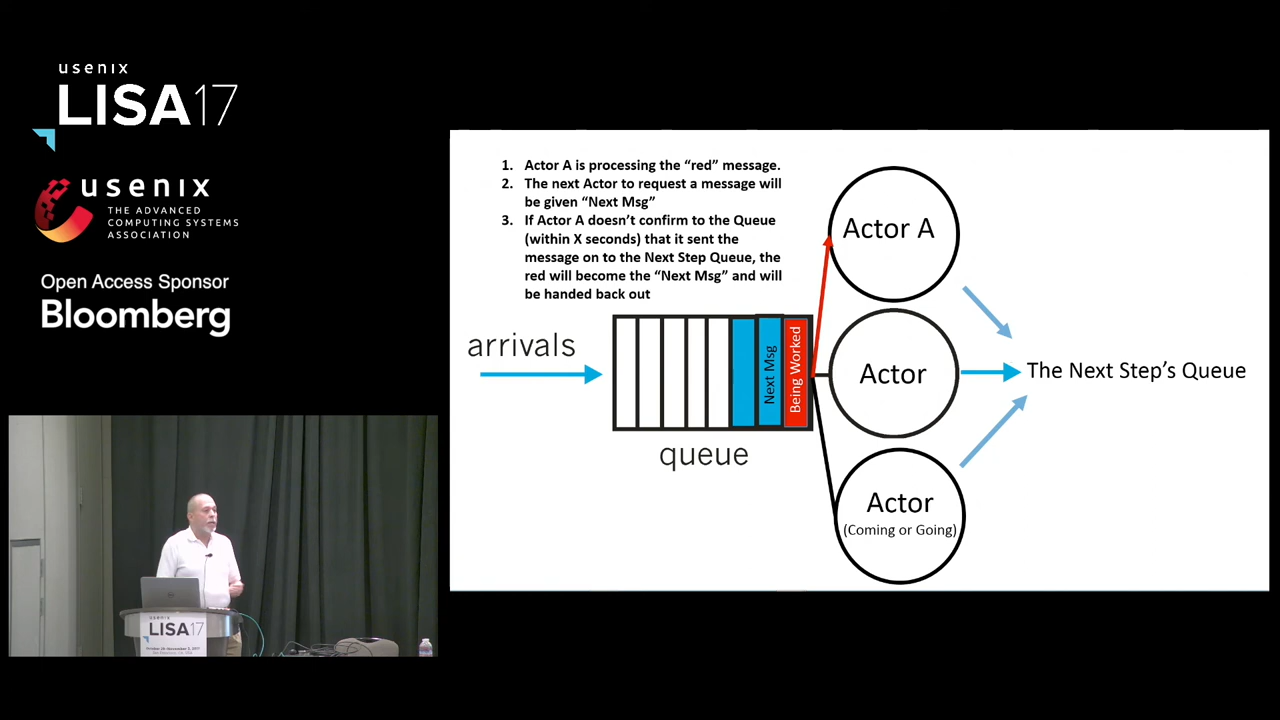 usenix
LISA17
usenix
THE ADVANCED
COMPUTING SYSTEMS
ASSOCIATION
Open Access Sponsor
Bloomberg
1. Actor A is processing the “red” message.
2. The next Actor to request a message will
be given “Next Msg”
3. If Actor A doesn’t confirm to the Queue
(within X seconds) that it sent the
message on to the Next Step Queue, the
red will become the “Next Msg” and will
be handed back out
arrivals
queue
Next Msg
Being Worked
Actor A
Actor
Actor
(Coming or Going)
The Next Step’s Queue
usenix
LISA17